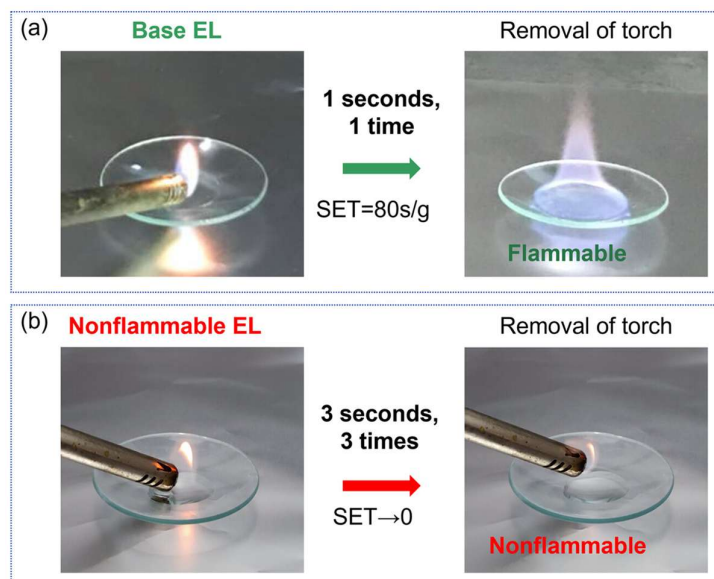 (a)
Base EL
Removal of torch
1 seconds,
1 time
SET=80s/g
Flammable
(b)
Nonflammable EL
Removal of torch
3 seconds,
3 times
SET→0
Nonflammable